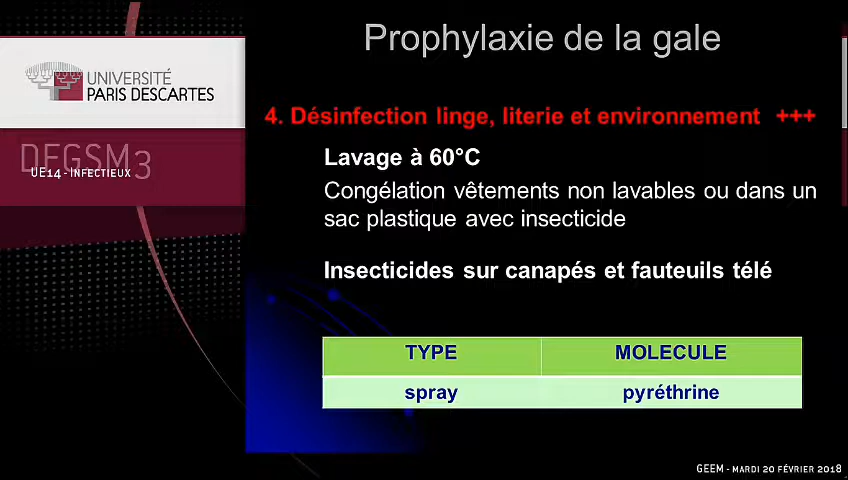 Prophylaxie de la gale
UNIVERSITÉ
PARIS DESCARTES
4. Désinfection linge, literie et environnement +++
DFGSM3
UE14 - INFECTIEUX
Lavage à 60°C
Congélation vêtements non lavables ou dans un
sac plastique avec insecticide
Insecticides sur canapés et fauteuils télé
TYPE MOLECULE
spray pyréthrine
GEEM - MARDI 20 FÉVRIER 2018